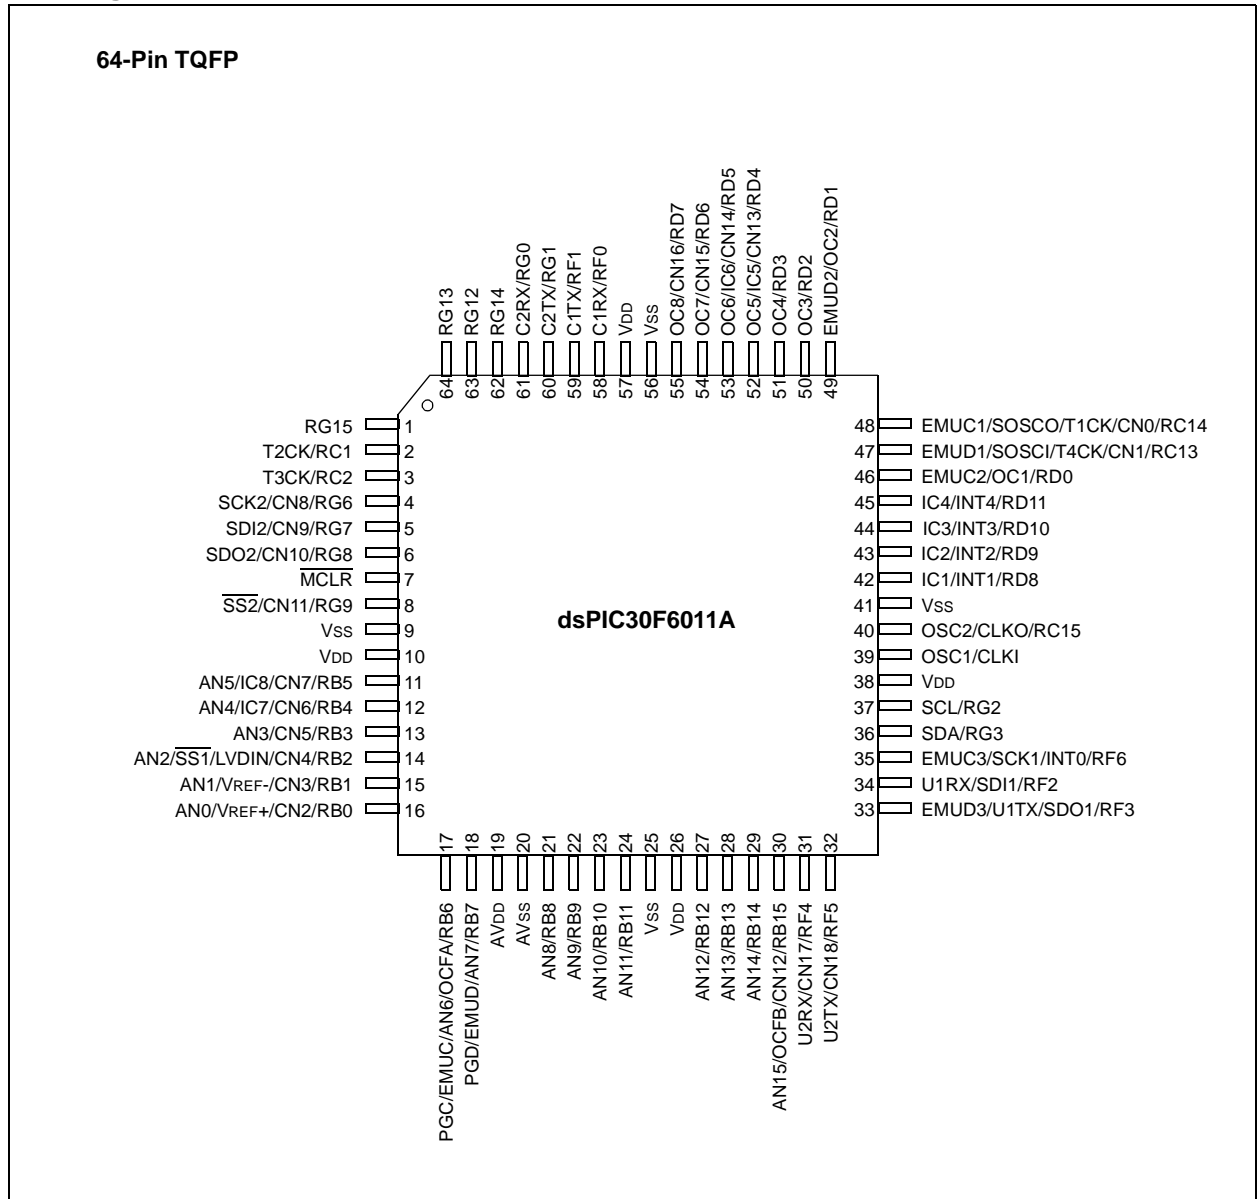 64-Pin TQFP
RG13
RG12
RG14
C2RX/RG0
C2TX/RG1
C1TX/RF1
C1RX/RF0
VDD
VSS
OC8/CN16/RD7
OC7/CN15/RD6
OC6/IC6/CN14/RD5
OC5/IC5/CN13/RD4
OC4/RD3
OC3/RD2
EMUD2/OC2/RD1
64 63 62 61 60 59 58 57 56 55 54 53 52 51 50 49
RG15 1
T2CK/RC1 2
T3CK/RC2 3
SCK2/CN8/RG6 4
SDI2/CN9/RG7 5
SDO2/CN10/RG8 6
MCLR 7
SS2/CN11/RG9 8
VSS 9
VDD 10
AN5/IC8/CN7/RB5 11
AN4/IC7/CN6/RB4 12
AN3/CN5/RB3 13
AN2/SS1/LVDIN/CN4/RB2 14
AN1/VREF-/CN3/RB1 15
AN0/VREF+/CN2/RB0 16
dsPIC30F6011A
48 EMUC1/SOSCO/T1CK/CN0/RC14
47 EMUD1/SOSCI/T4CK/CN1/RC13
46 EMUC2/OC1/RD0
45 IC4/INT4/RD11
44 IC3/INT3/RD10
43 IC2/INT2/RD9
42 IC1/INT1/RD8
41 VSS
40 OSC2/CLKO/RC15
39 OSC1/CLKI
38 VDD
37 SCL/RG2
36 SDA/RG3
35 EMUC3/SCK1/INT0/RF6
34 U1RX/SDI1/RF2
33 EMUD3/U1TX/SDO1/RF3
17 18 19 20 21 22 23 24 25 26 27 28 29 30 31 32
PGC/EMUC/AN6/OCFA/RB6
PGD/EMUD/AN7/RB7
AVDD
AVSS
AN8/RB8
AN9/RB9
AN10/RB10
AN11/RB11
VSS
VDD
AN12/RB12
AN13/RB13
AN14/RB14
AN15/OCFB/CN12/RB15
U2RX/CN17/RF4
U2TX/CN18/RF5